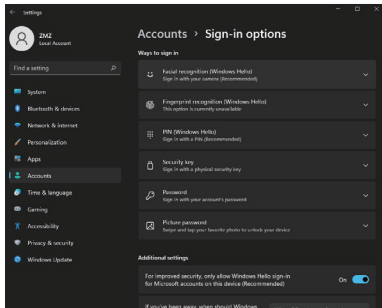 Settings
ZMZ
Local Account
Find a setting
System
Bluetooth & devices
Network & internet
Personalization
Apps
Accounts
Time & language
Gaming
Accessibility
Privacy & security
Windows Update
Accounts > Sign-in options
Ways to sign in
Facial recognition (Windows Hello)
Sign in with your camera (Recommended)
Fingerprint recognition (Windows Hello)
This option is currently unavailable
PIN (Windows Hello)
Sign in with a PIN (Recommended)
Security key
Sign in with a physical security key
Password
Sign in with your account's password
Picture password
Swipe and tap your favorite photo to unlock your device
Additional settings
For improved security, only allow Windows Hello sign-in
for Microsoft accounts on this device (Recommended)
On
If you've been away, when should Windows